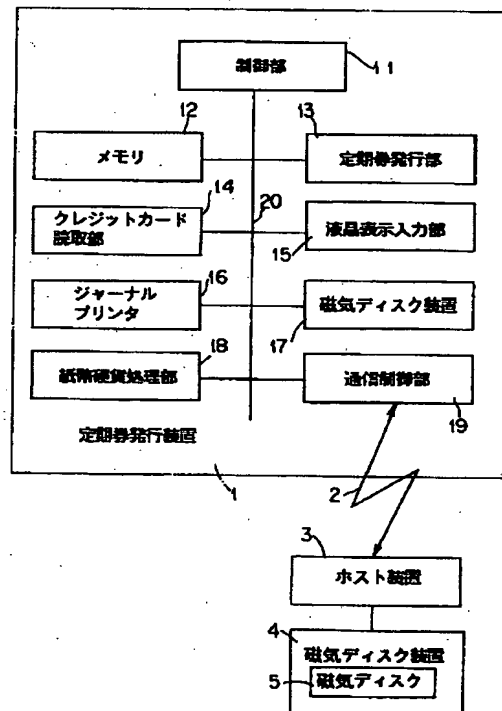 制御部
11
12
メモリ
13
定期券発行部
14
クレジットカード
読取部
20
液晶表示入力部
15
16
ジャーナル
プリンタ
磁気ディスク装置
17
18
紙幣硬貨処理部
通信制御部
19
定期券発行装置
1
2
3
ホスト装置
4
磁気ディスク装置
5
磁気ディスク